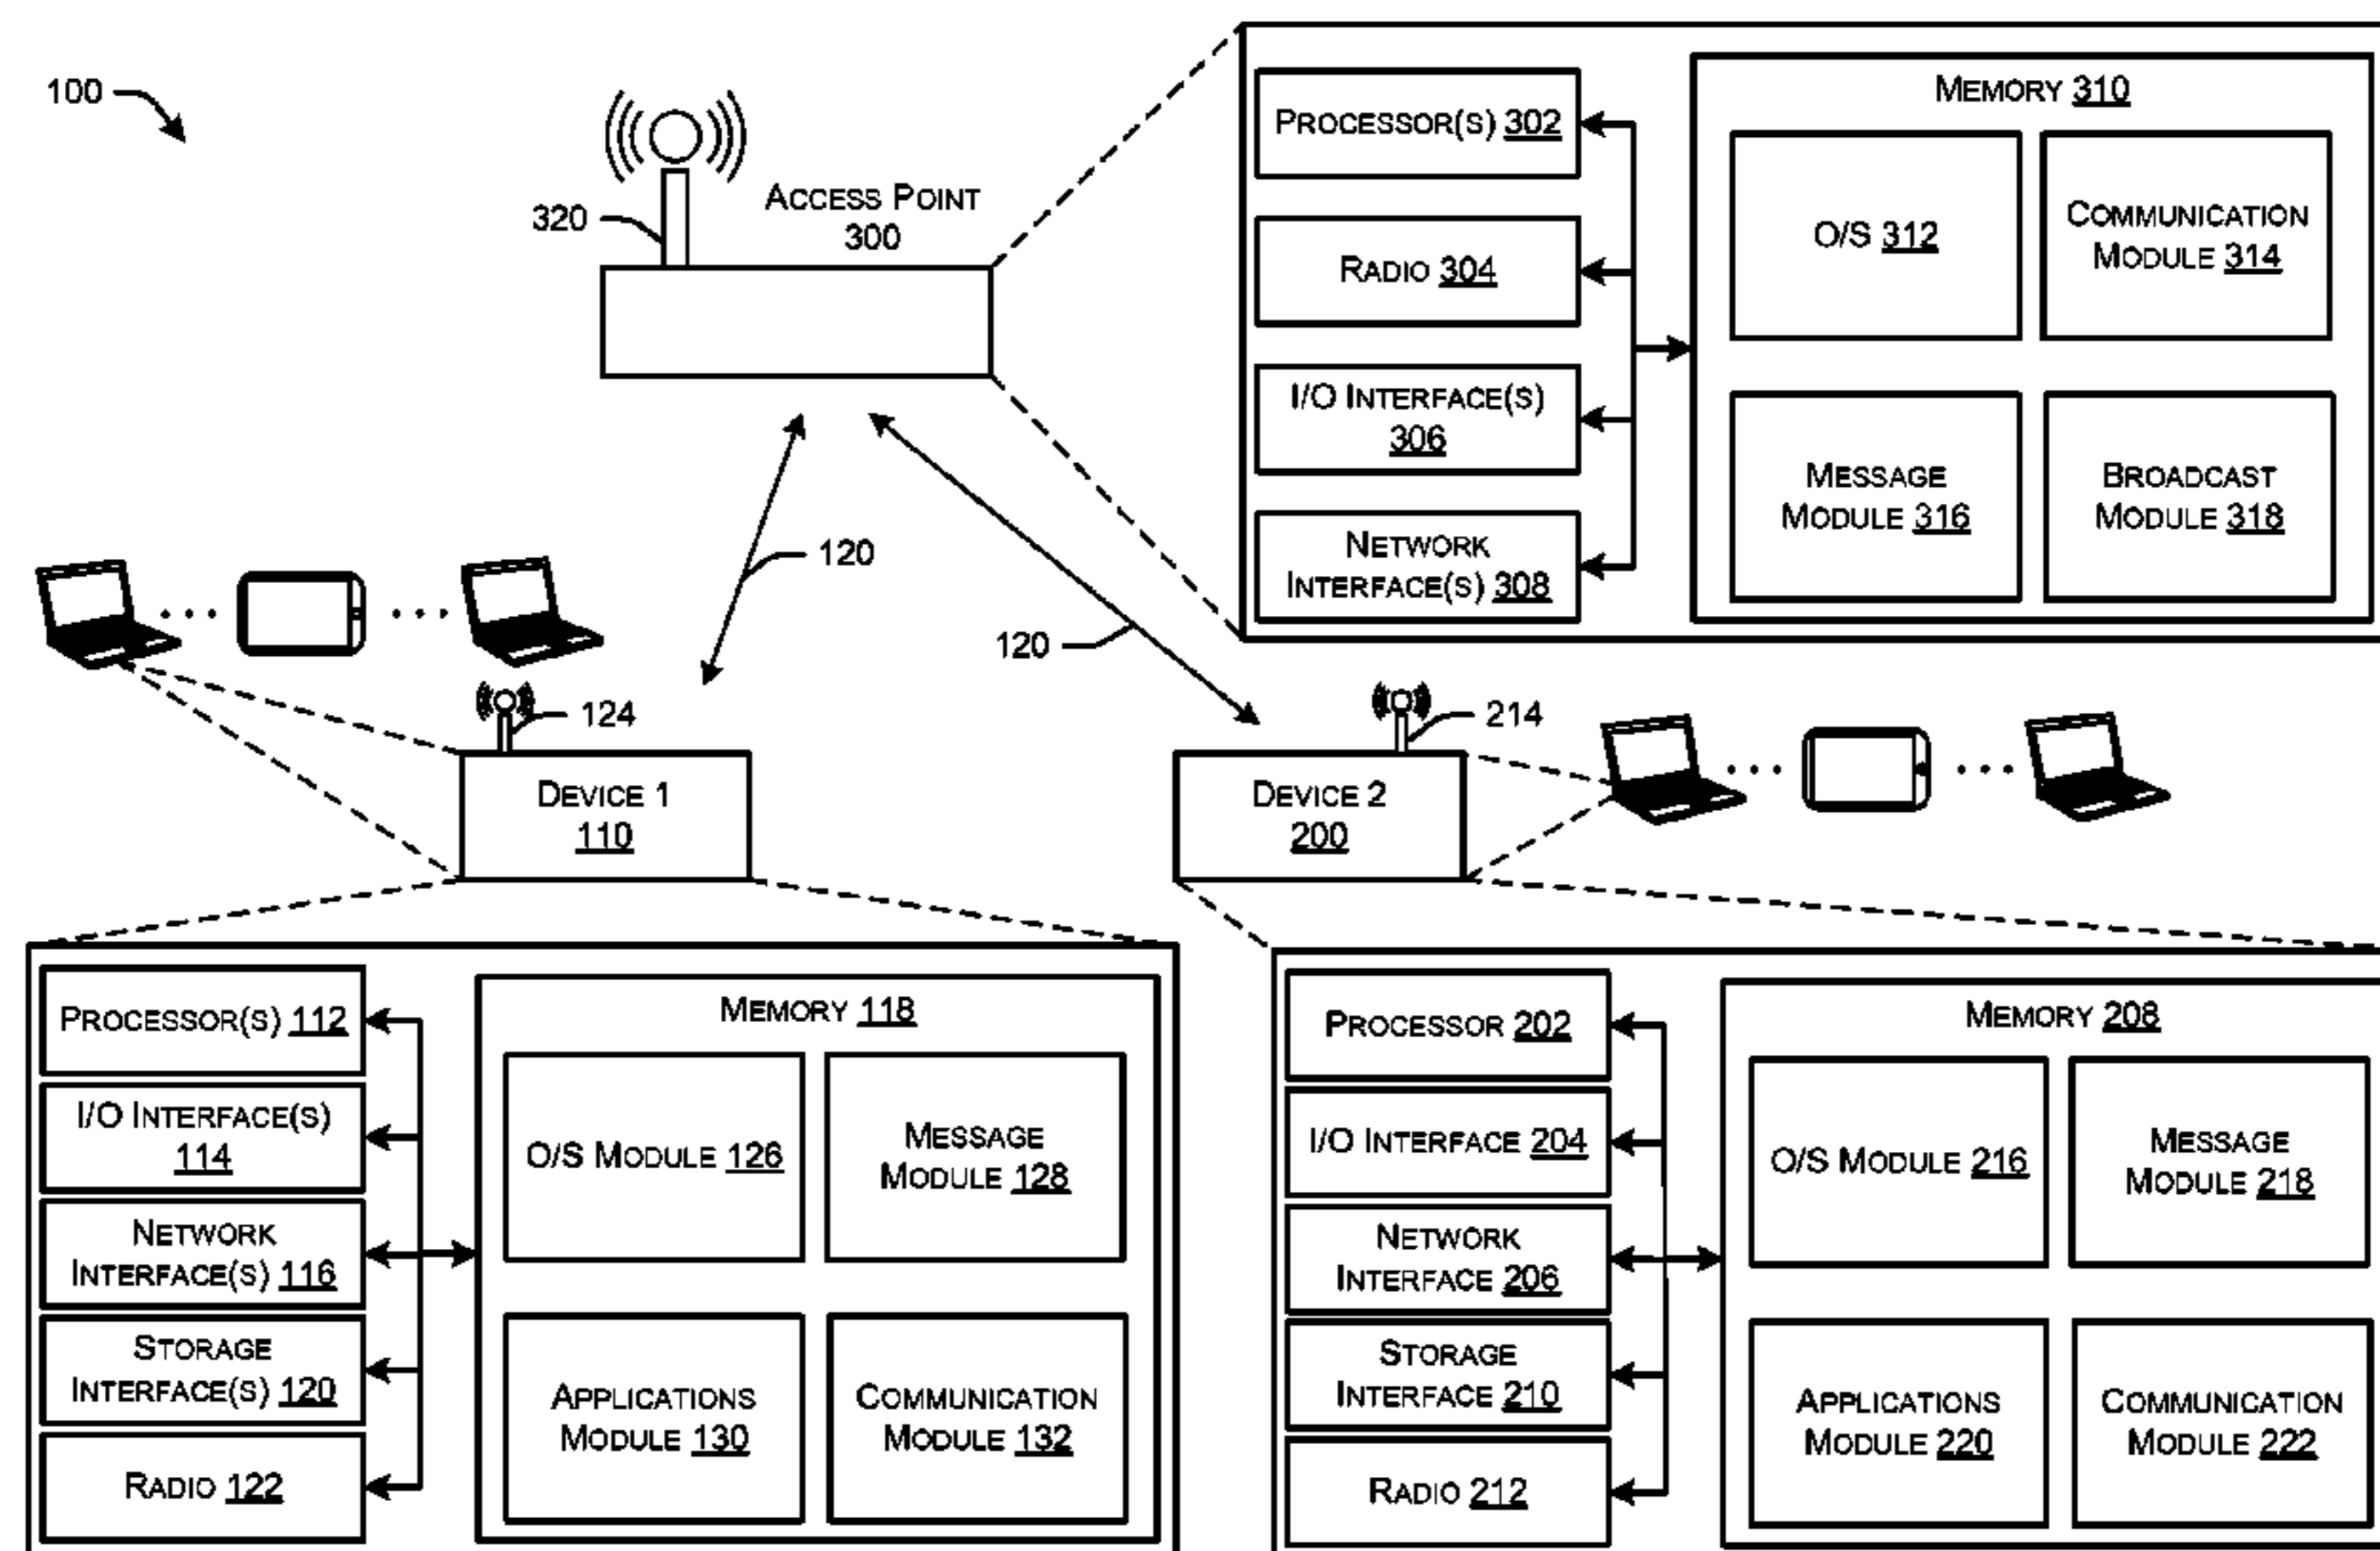 100
320
ACCESS POINT
300
PROCESSOR(S) 302
RADIO 304
I/O INTERFACE(S)
306
NETWORK
INTERFACE(S) 308
MEMORY 310
O/S 312
COMMUNICATION
MODULE 314
MESSAGE
MODULE 316
BROADCAST
MODULE 318
120
120
124
DEVICE 1
110
214
DEVICE 2
200
PROCESSOR(S) 112
I/O INTERFACE(S)
114
NETWORK
INTERFACE(S) 116
STORAGE
INTERFACE(S) 120
RADIO 122
MEMORY 118
O/S MODULE 126
MESSAGE
MODULE 128
APPLICATIONS
MODULE 130
COMMUNICATION
MODULE 132
PROCESSOR 202
I/O INTERFACE 204
NETWORK
INTERFACE 206
STORAGE
INTERFACE 210
RADIO 212
MEMORY 208
O/S MODULE 216
MESSAGE
MODULE 218
APPLICATIONS
MODULE 220
COMMUNICATION
MODULE 222